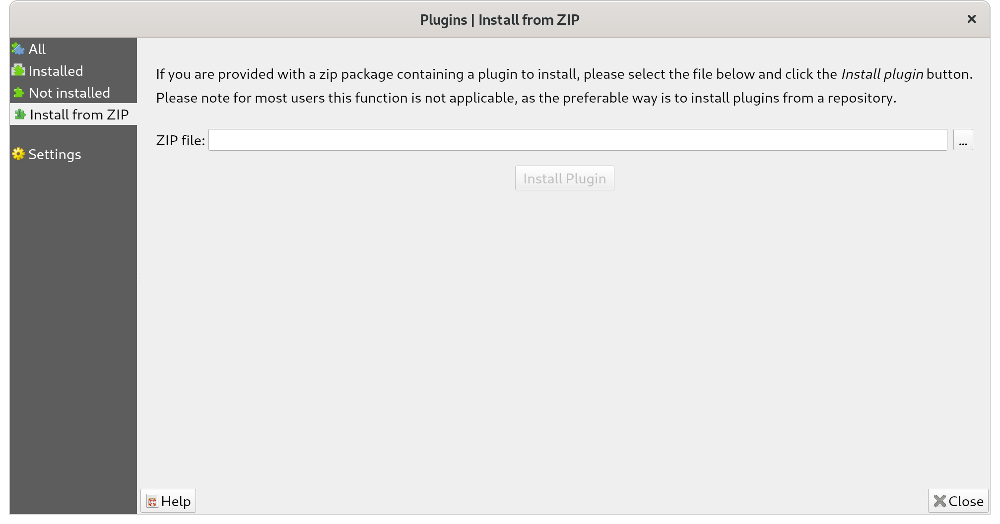 Plugins | Install from ZIP
All
Installed
Not installed
Install from ZIP
Settings
If you are provided with a zip package containing a plugin to install, please select the file below and click the Install plugin button.
Please note for most users this function is not applicable, as the preferable way is to install plugins from a repository.
ZIP file:
...
Install Plugin
Help
Close